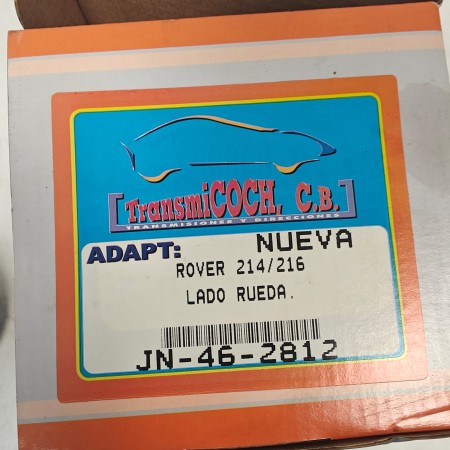 TransmiCOCH, C.B.
TRANSMISIONES Y DIRECCIONES
ADAPT: NUEVA
ROVER 214/216
LADO RUEDA.
JN-46-2812